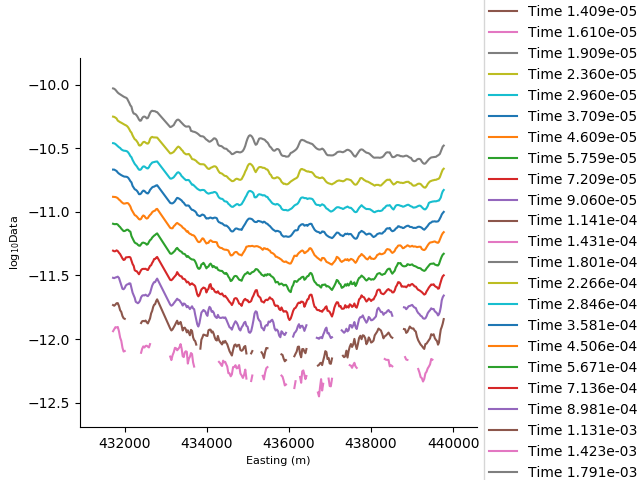 −10.0
−10.5
−11.0
−11.5
−12.0
−12.5
log10Data
432000 434000 436000 438000 440000
Easting (m)
Time 1.409e-05
Time 1.610e-05
Time 1.909e-05
Time 2.360e-05
Time 2.960e-05
Time 3.709e-05
Time 4.609e-05
Time 5.759e-05
Time 7.209e-05
Time 9.060e-05
Time 1.141e-04
Time 1.431e-04
Time 1.801e-04
Time 2.266e-04
Time 2.846e-04
Time 3.581e-04
Time 4.506e-04
Time 5.671e-04
Time 7.136e-04
Time 8.981e-04
Time 1.131e-03
Time 1.423e-03
Time 1.791e-03